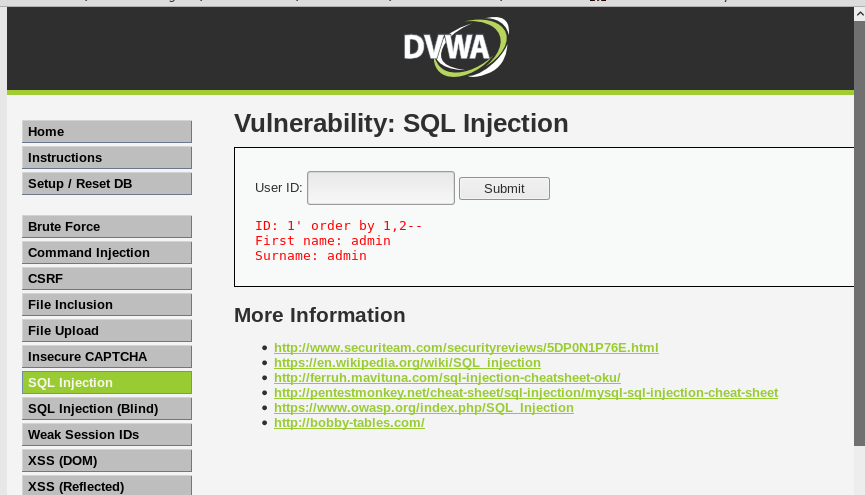 DVWA
Home
Instructions
Setup / Reset DB
Brute Force
Command Injection
CSRF
File Inclusion
File Upload
Insecure CAPTCHA
SQL Injection
SQL Injection (Blind)
Weak Session IDs
XSS (DOM)
XSS (Reflected)
Vulnerability: SQL Injection
User ID: Submit
ID: 1' order by 1,2--
First name: admin
Surname: admin
More Information
http://www.securiteam.com/securityreviews/5DP0N1P76E.html
https://en.wikipedia.org/wiki/SQL_injection
http://ferruh.mavituna.com/sql-injection-cheatsheet-oku/
http://pentestmonkey.net/cheat-sheet/sql-injection/mysql-sql-injection-cheat-sheet
https://www.owasp.org/index.php/SQL_Injection
http://bobby-tables.com/